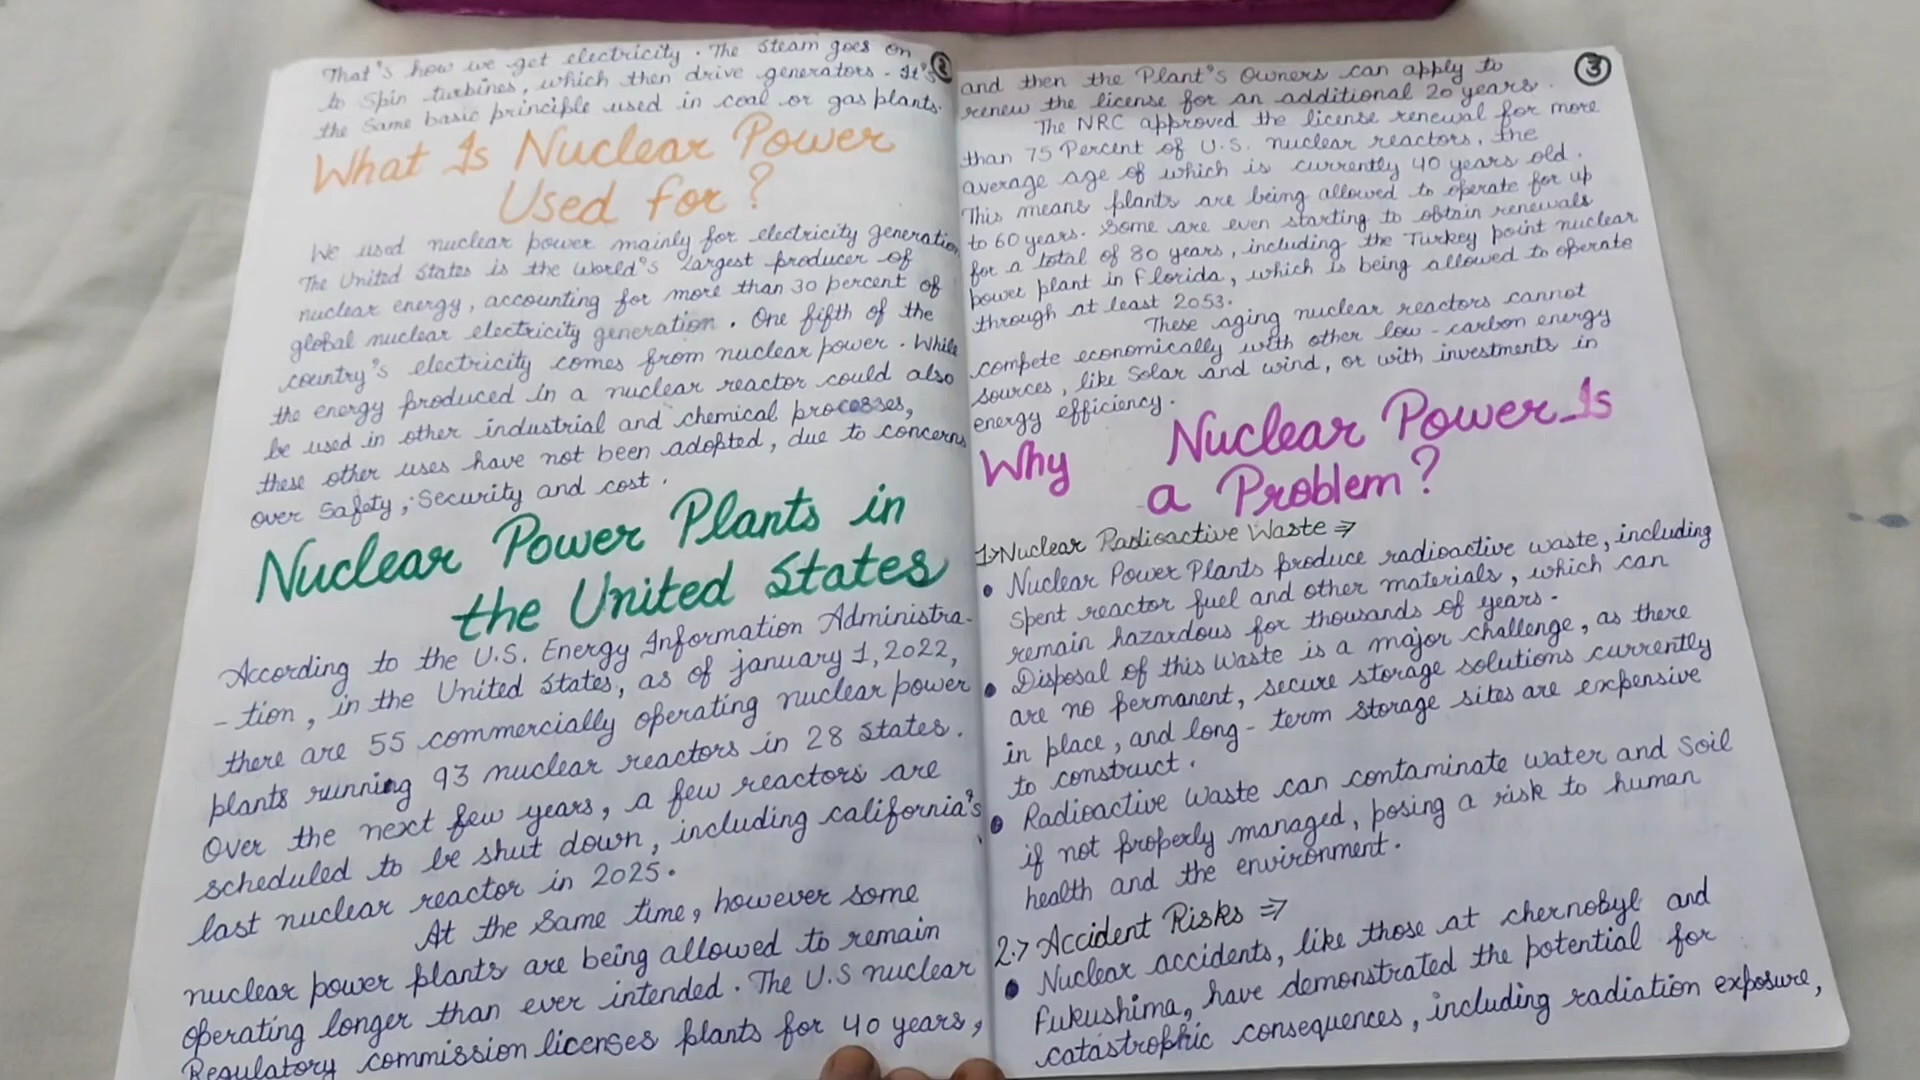 That's how we get electricity. The steam goes on
to spin turbines, which then drive generators. It's
the same basic principle used in coal or gas plants.
2
What Is Nuclear Power
Used for?
We used nuclear power mainly for electricity generation
The United States is the world's largest producer of
nuclear energy, accounting for more than 30 percent of
global nuclear electricity generation. One fifth of the
country's electricity comes from nuclear power. While
the energy produced in a nuclear reactor could also
be used in other industrial and chemical processes,
these other uses have not been adopted, due to concerns
over safety, security and cost.
Nuclear Power Plants in
the United States
According to the U.S. Energy Information Administra-
-tion, in the United States, as of january 1, 2022,
there are 55 commercially operating nuclear power
plants running 93 nuclear reactors in 28 states.
Over the next few years, a few reactors are
scheduled to be shut down, including california's
last nuclear reactor in 2025.
At the same time, however some
nuclear power plants are being allowed to remain
operating longer than ever intended. The U.S nuclear
Regulatory commission licenses plants for 40 years,
3
and then the Plant's Owners can apply to
renew the license for an additional 20 years.
The NRC approved the license renewal for more
than 75 Percent of U.S. nuclear reactors, the
average age of which is currently 40 years old.
This means plants are being allowed to operate for up
to 60 years. Some are even starting to obtain renewals
for a total of 80 years, including the Turkey point nuclear
power plant in Florida, which is being allowed to operate
through at least 2053.
These aging nuclear reactors cannot
compete economically with other low-carbon energy
sources, like Solar and wind, or with investments in
energy efficiency.
Why Nuclear Power Is
a Problem?
1> Nuclear Radioactive Waste ⇒
• Nuclear Power Plants produce radioactive waste, including
spent reactor fuel and other materials, which can
remain hazardous for thousands of years.
• Disposal of this waste is a major challenge, as there
are no permanent, secure storage solutions currently
in place, and long-term storage sites are expensive
to construct.
• Radioactive waste can contaminate water and soil
if not properly managed, posing a risk to human
health and the environment.
2.> Accident Risks ⇒
• Nuclear accidents, like those at chernobyl and
Fukushima, have demonstrated the potential for
catastrophic consequences, including radiation exposure,